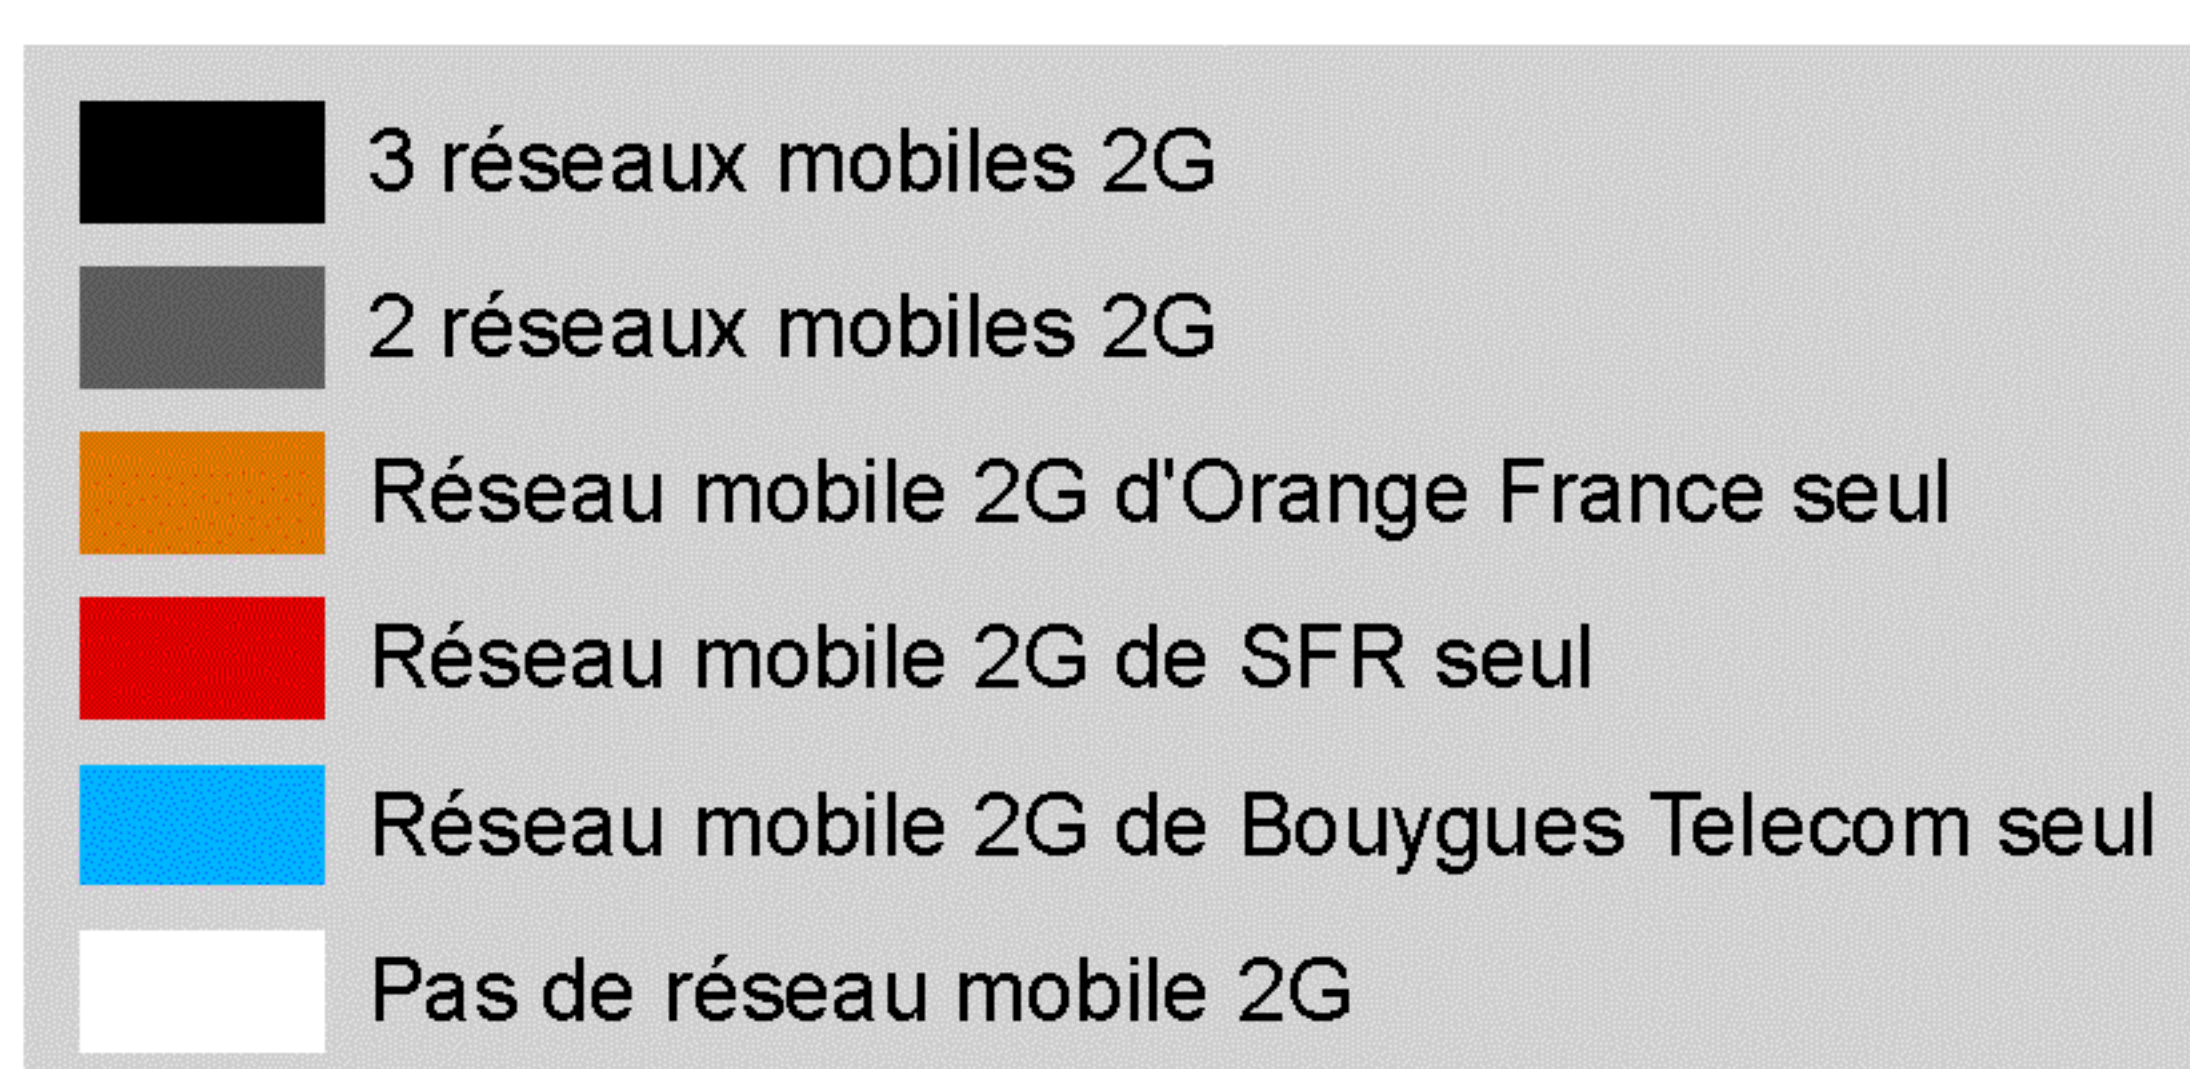 3 réseaux mobiles 2G
2 réseaux mobiles 2G
Réseau mobile 2G d'Orange France seul
Réseau mobile 2G de SFR seul
Réseau mobile 2G de Bouygues Telecom seul
Pas de réseau mobile 2G